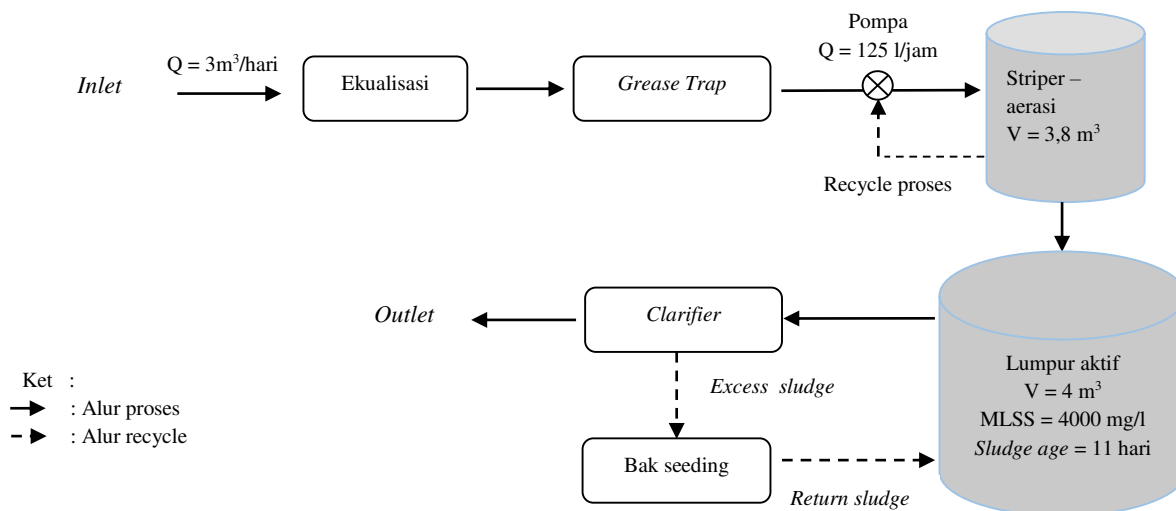 Inlet
Q = 3m³/hari
Ekualisasi
Grease Trap
Pompa
Q = 125 l/jam
Striper –
aerasi
V = 3,8 m³
Recycle proses
Outlet
Clarifier
Lumpur aktif
V = 4 m³
MLSS = 4000 mg/l
Sludge age = 11 hari
Excess sludge
Bak seeding
Return sludge
Ket :
: Alur proses
: Alur recycle